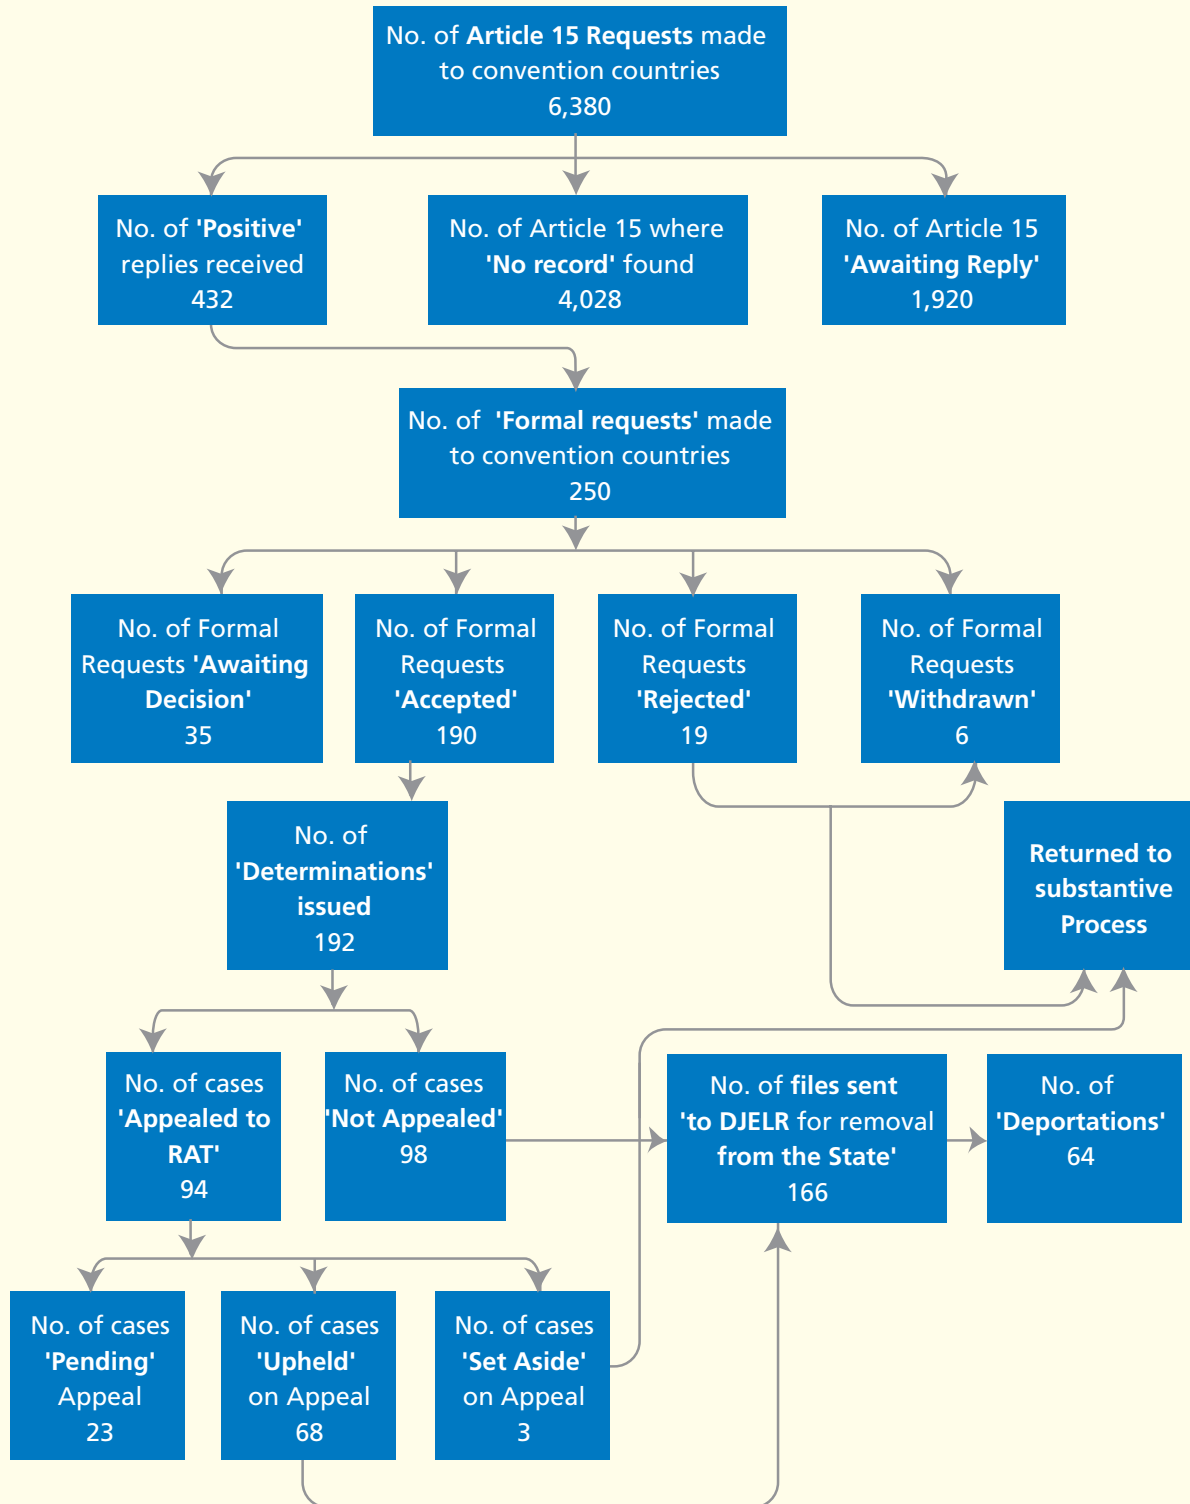 No. of Article 15 Requests made
to convention countries
6,380
No. of 'Positive'
replies received
432
No. of Article 15 where
'No record' found
4,028
No. of Article 15
'Awaiting Reply'
1,920
No. of 'Formal requests' made
to convention countries
250
No. of Formal
Requests 'Awaiting
Decision'
35
No. of Formal
Requests
'Accepted'
190
No. of Formal
Requests
'Rejected'
19
No. of Formal
Requests
'Withdrawn'
6
No. of
'Determinations'
issued
192
Returned to
substantive
Process
No. of cases
'Appealed to
RAT'
94
No. of cases
'Not Appealed'
98
No. of files sent
'to DJELR for removal
from the State'
166
No. of
'Deportations'
64
No. of cases
'Pending'
Appeal
23
No. of cases
'Upheld'
on Appeal
68
No. of cases
'Set Aside'
on Appeal
3